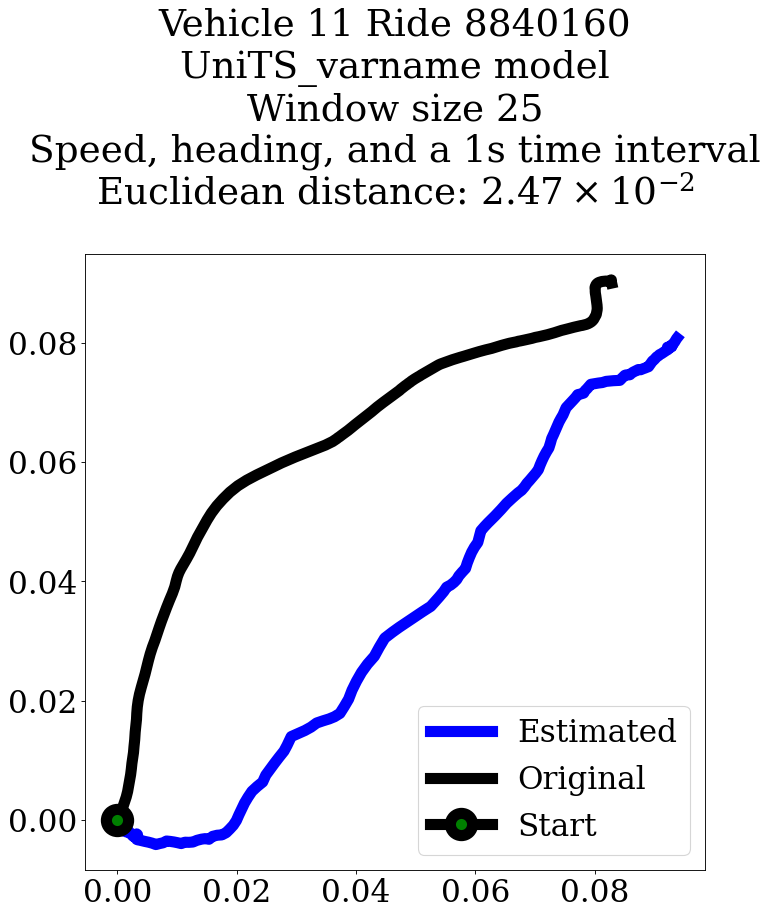 Vehicle 11 Ride 8840160
UniTS_varname model
Window size 25
Speed, heading, and a 1s time interval
Euclidean distance: 2.47 × 10⁻²
0.08
0.06
0.04
0.02
0.00
Estimated
Original
Start
0.00 0.02 0.04 0.06 0.08